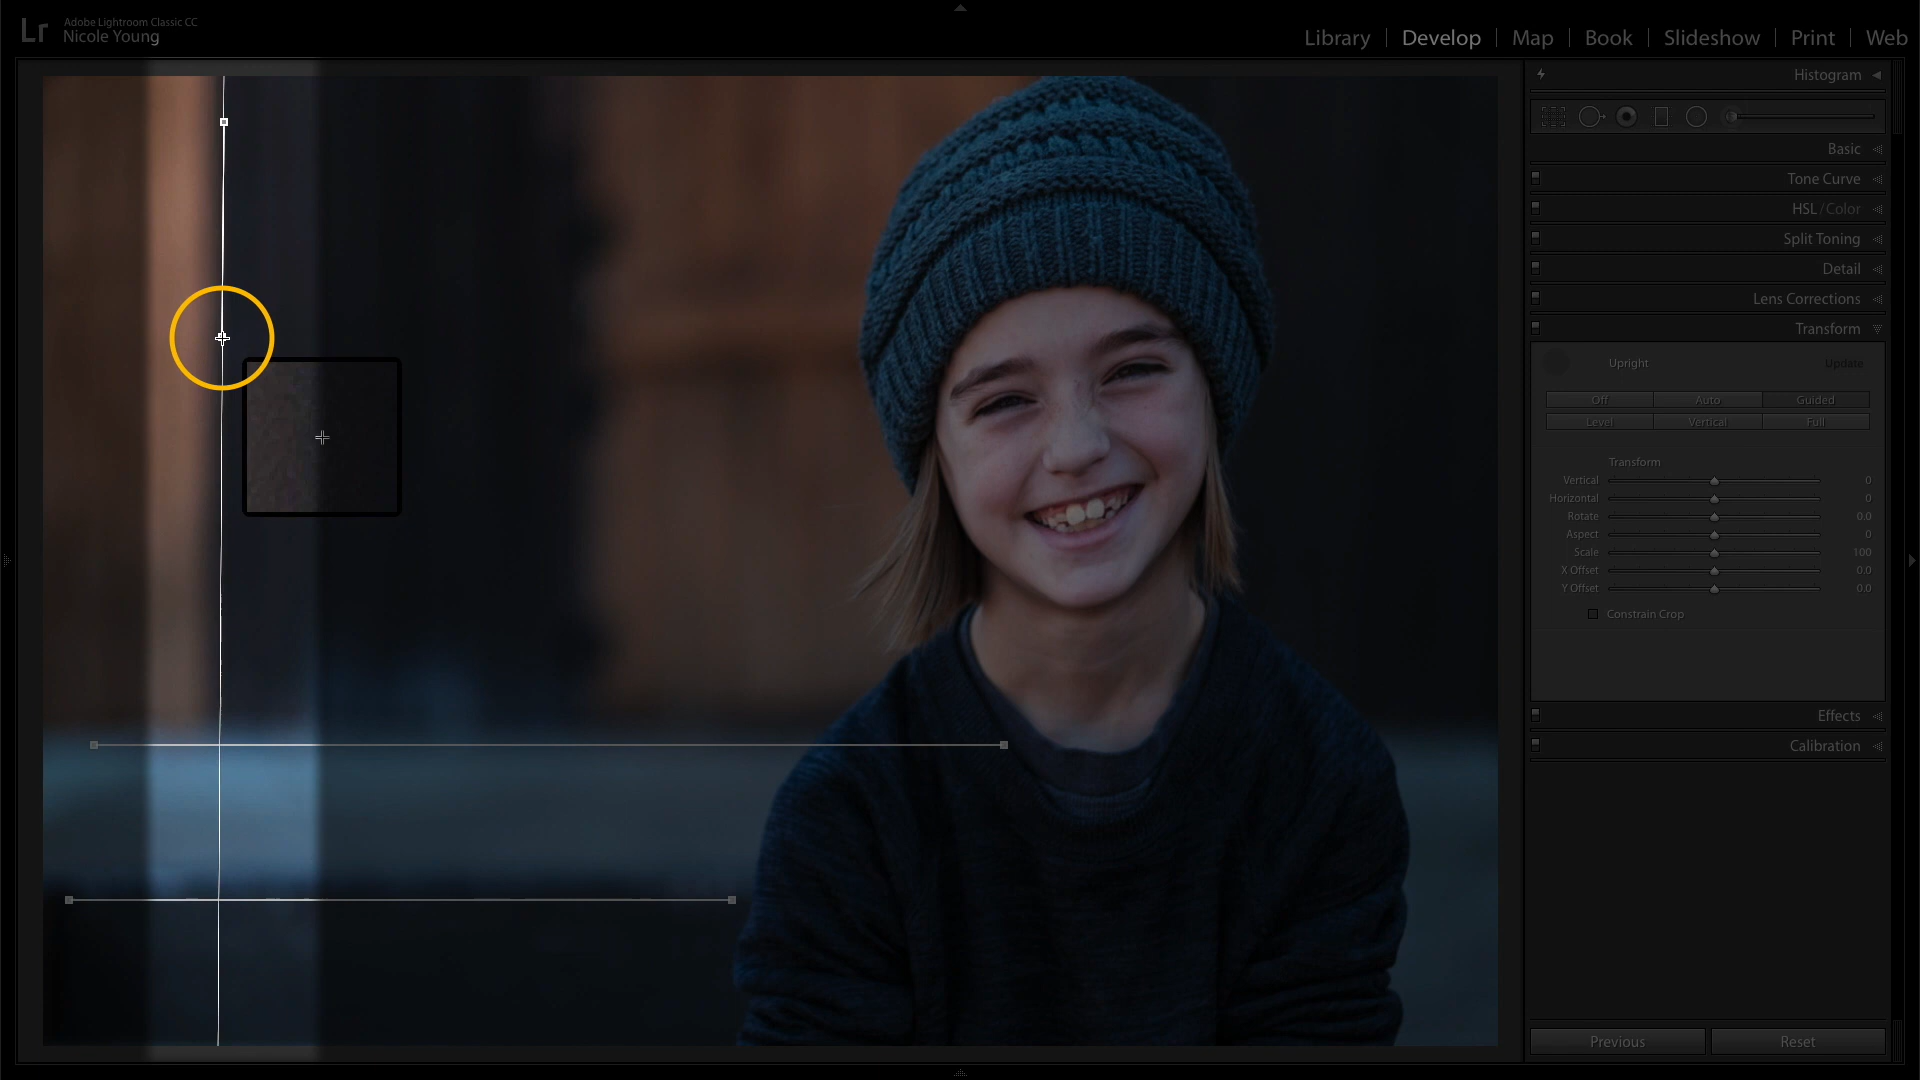 Lr
Adobe Lightroom Classic CC
Nicole Young
Library | Develop | Map | Book | Slideshow | Print | Web
Histogram
Basic
Tone Curve
HSL / Color
Split Toning
Detail
Lens Corrections
Transform
Upright Update
Off Auto Guided
Level Vertical Full
Transform
Vertical 0
Horizontal 0
Rotate 0.0
Aspect 0
Scale 100
X Offset 0.0
Y Offset 0.0
Constrain Crop
Effects
Calibration
Previous Reset